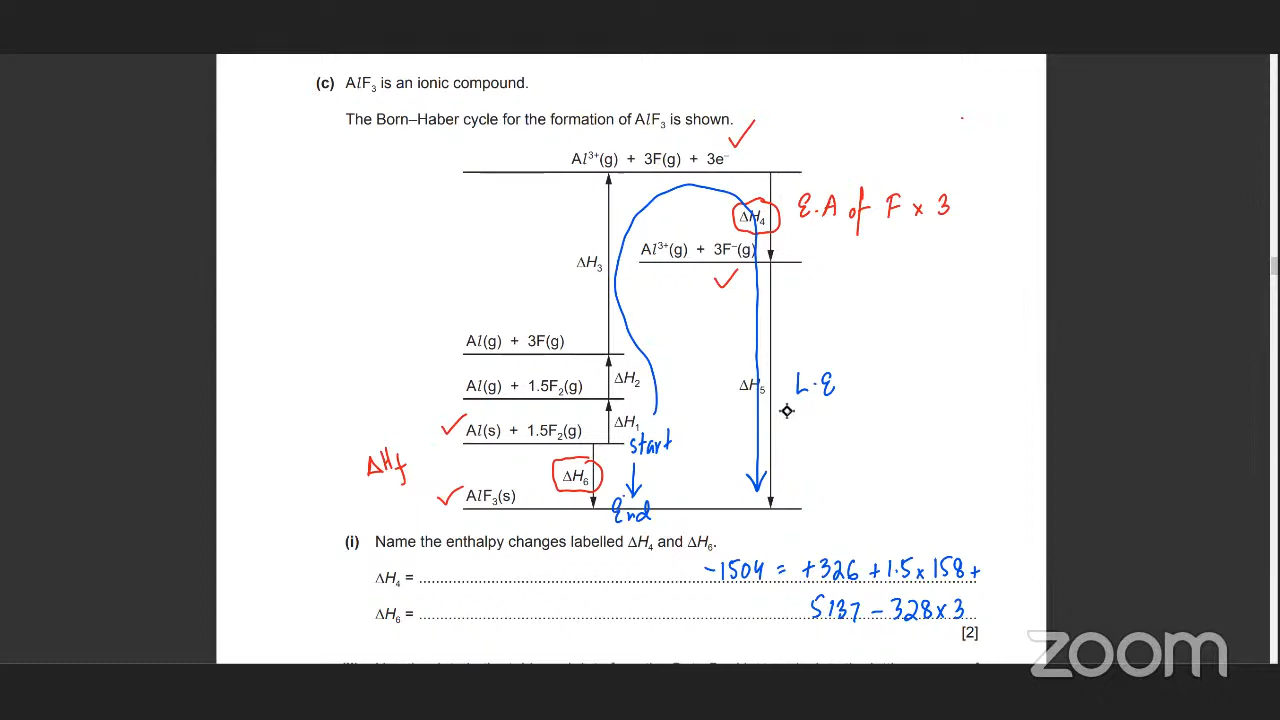 (c) AlF3 is an ionic compound.
The Born–Haber cycle for the formation of AlF3 is shown.
Al3+(g) + 3F(g) + 3e–
ΔH4 E.A of F × 3
Al3+(g) + 3F–(g)
ΔH3
Al(g) + 3F(g)
ΔH2
Al(g) + 1.5F2(g)
ΔH5 L.E
ΔH1
Al(s) + 1.5F2(g)
start
ΔHf
ΔH6
AlF3(s)
End
(i) Name the enthalpy changes labelled ΔH4 and ΔH6.
ΔH4 = -1504 = +326 + 1.5 × 158 +
ΔH6 = 5137 - 328 × 3
[2]
zoom